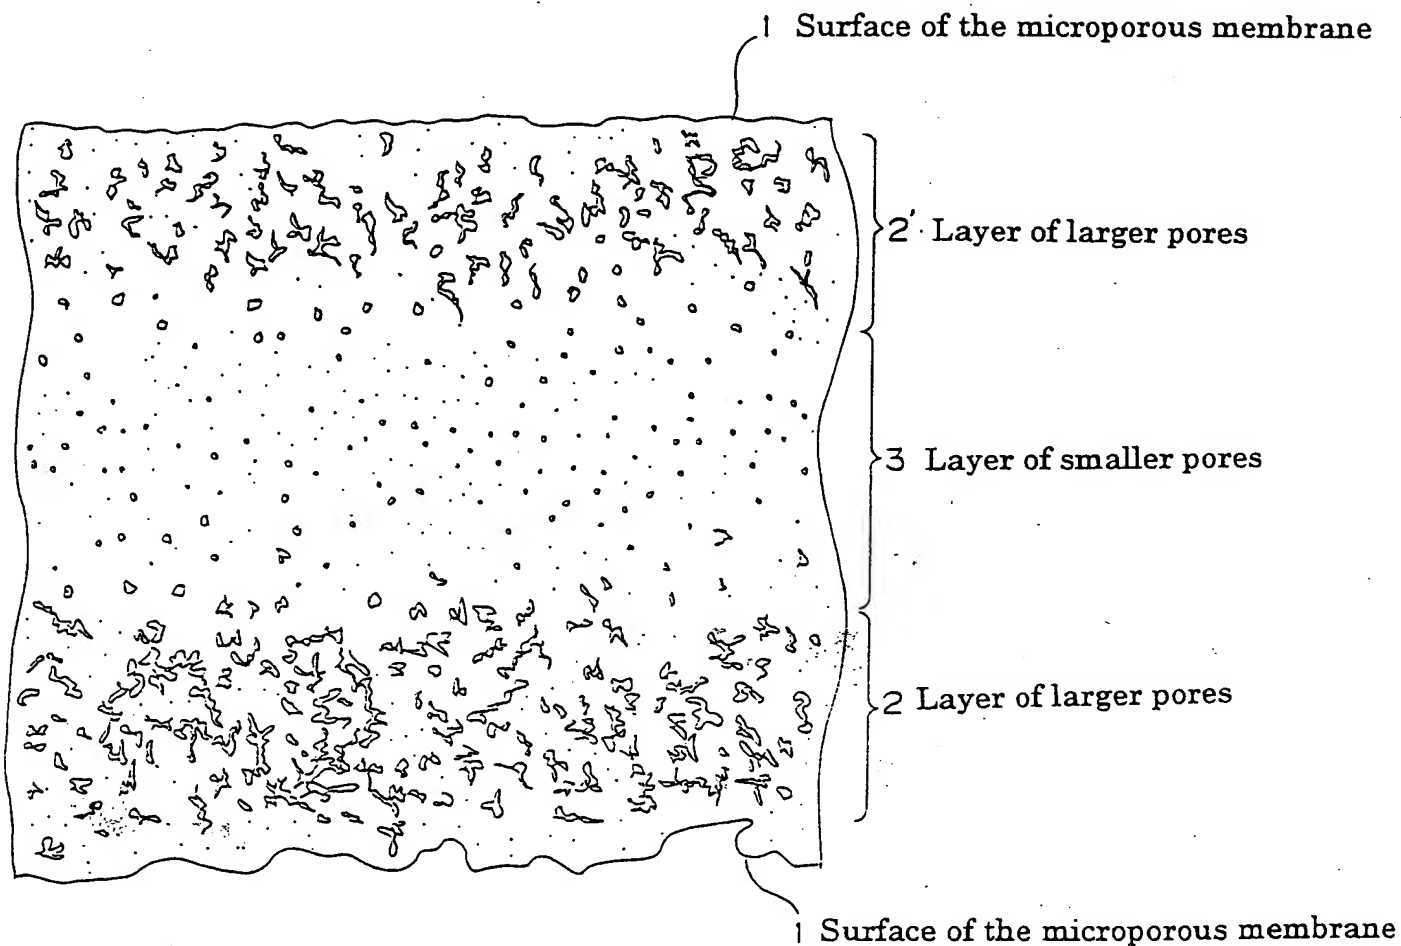 1 Surface of the microporous membrane
2' Layer of larger pores
3 Layer of smaller pores
2 Layer of larger pores
1 Surface of the microporous membrane